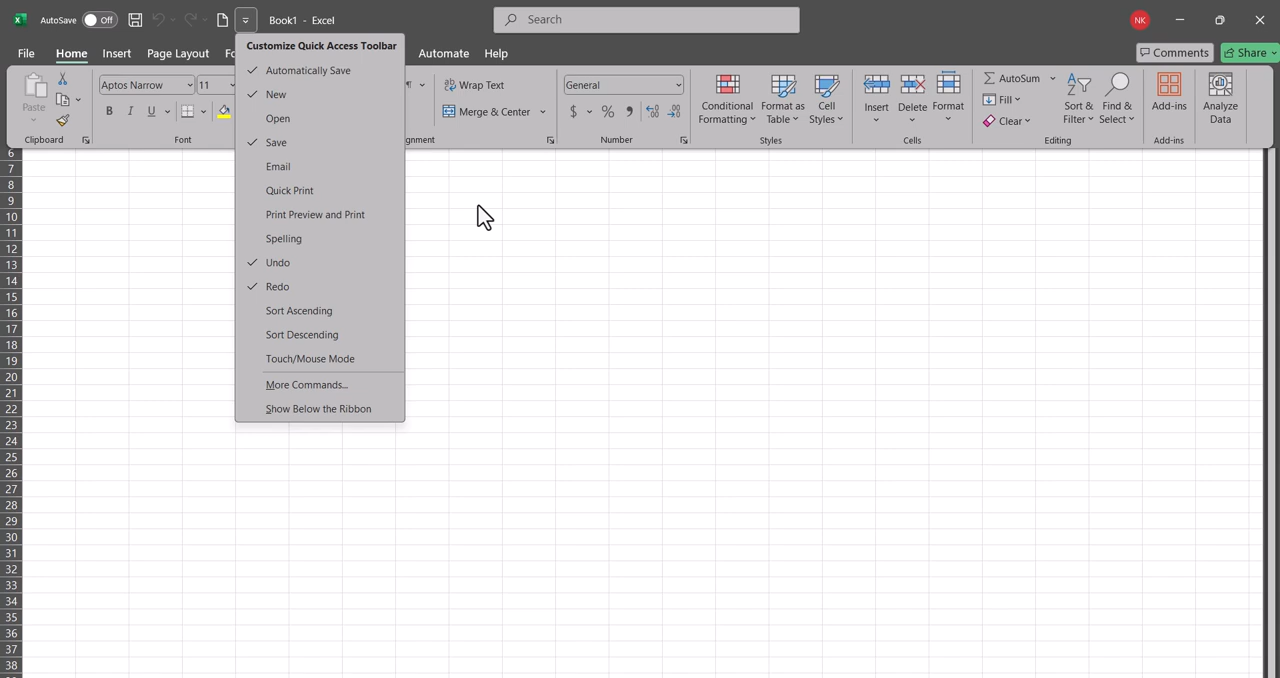 AutoSave Off Book1 - Excel Search NK
File Home Insert Page Layout Fo Automate Help Comments Share
Customize Quick Access Toolbar
Automatically Save
New
Open
Save
Email
Quick Print
Print Preview and Print
Spelling
Undo
Redo
Sort Ascending
Sort Descending
Touch/Mouse Mode
More Commands...
Show Below the Ribbon
Paste
Clipboard
Aptos Narrow 11
B I U
Font
Wrap Text
Merge & Center
gnment
General
$ % 9
Number
Conditional
Formatting
Format as
Table
Cell
Styles
Styles
Insert
Delete
Format
Cells
AutoSum
Fill
Clear
Sort &
Filter
Find &
Select
Editing
Add-ins
Add-ins
Analyze
Data
6
7
8
9
10
11
12
13
14
15
16
17
18
19
20
21
22
23
24
25
26
27
28
29
30
31
32
33
34
35
36
37
38